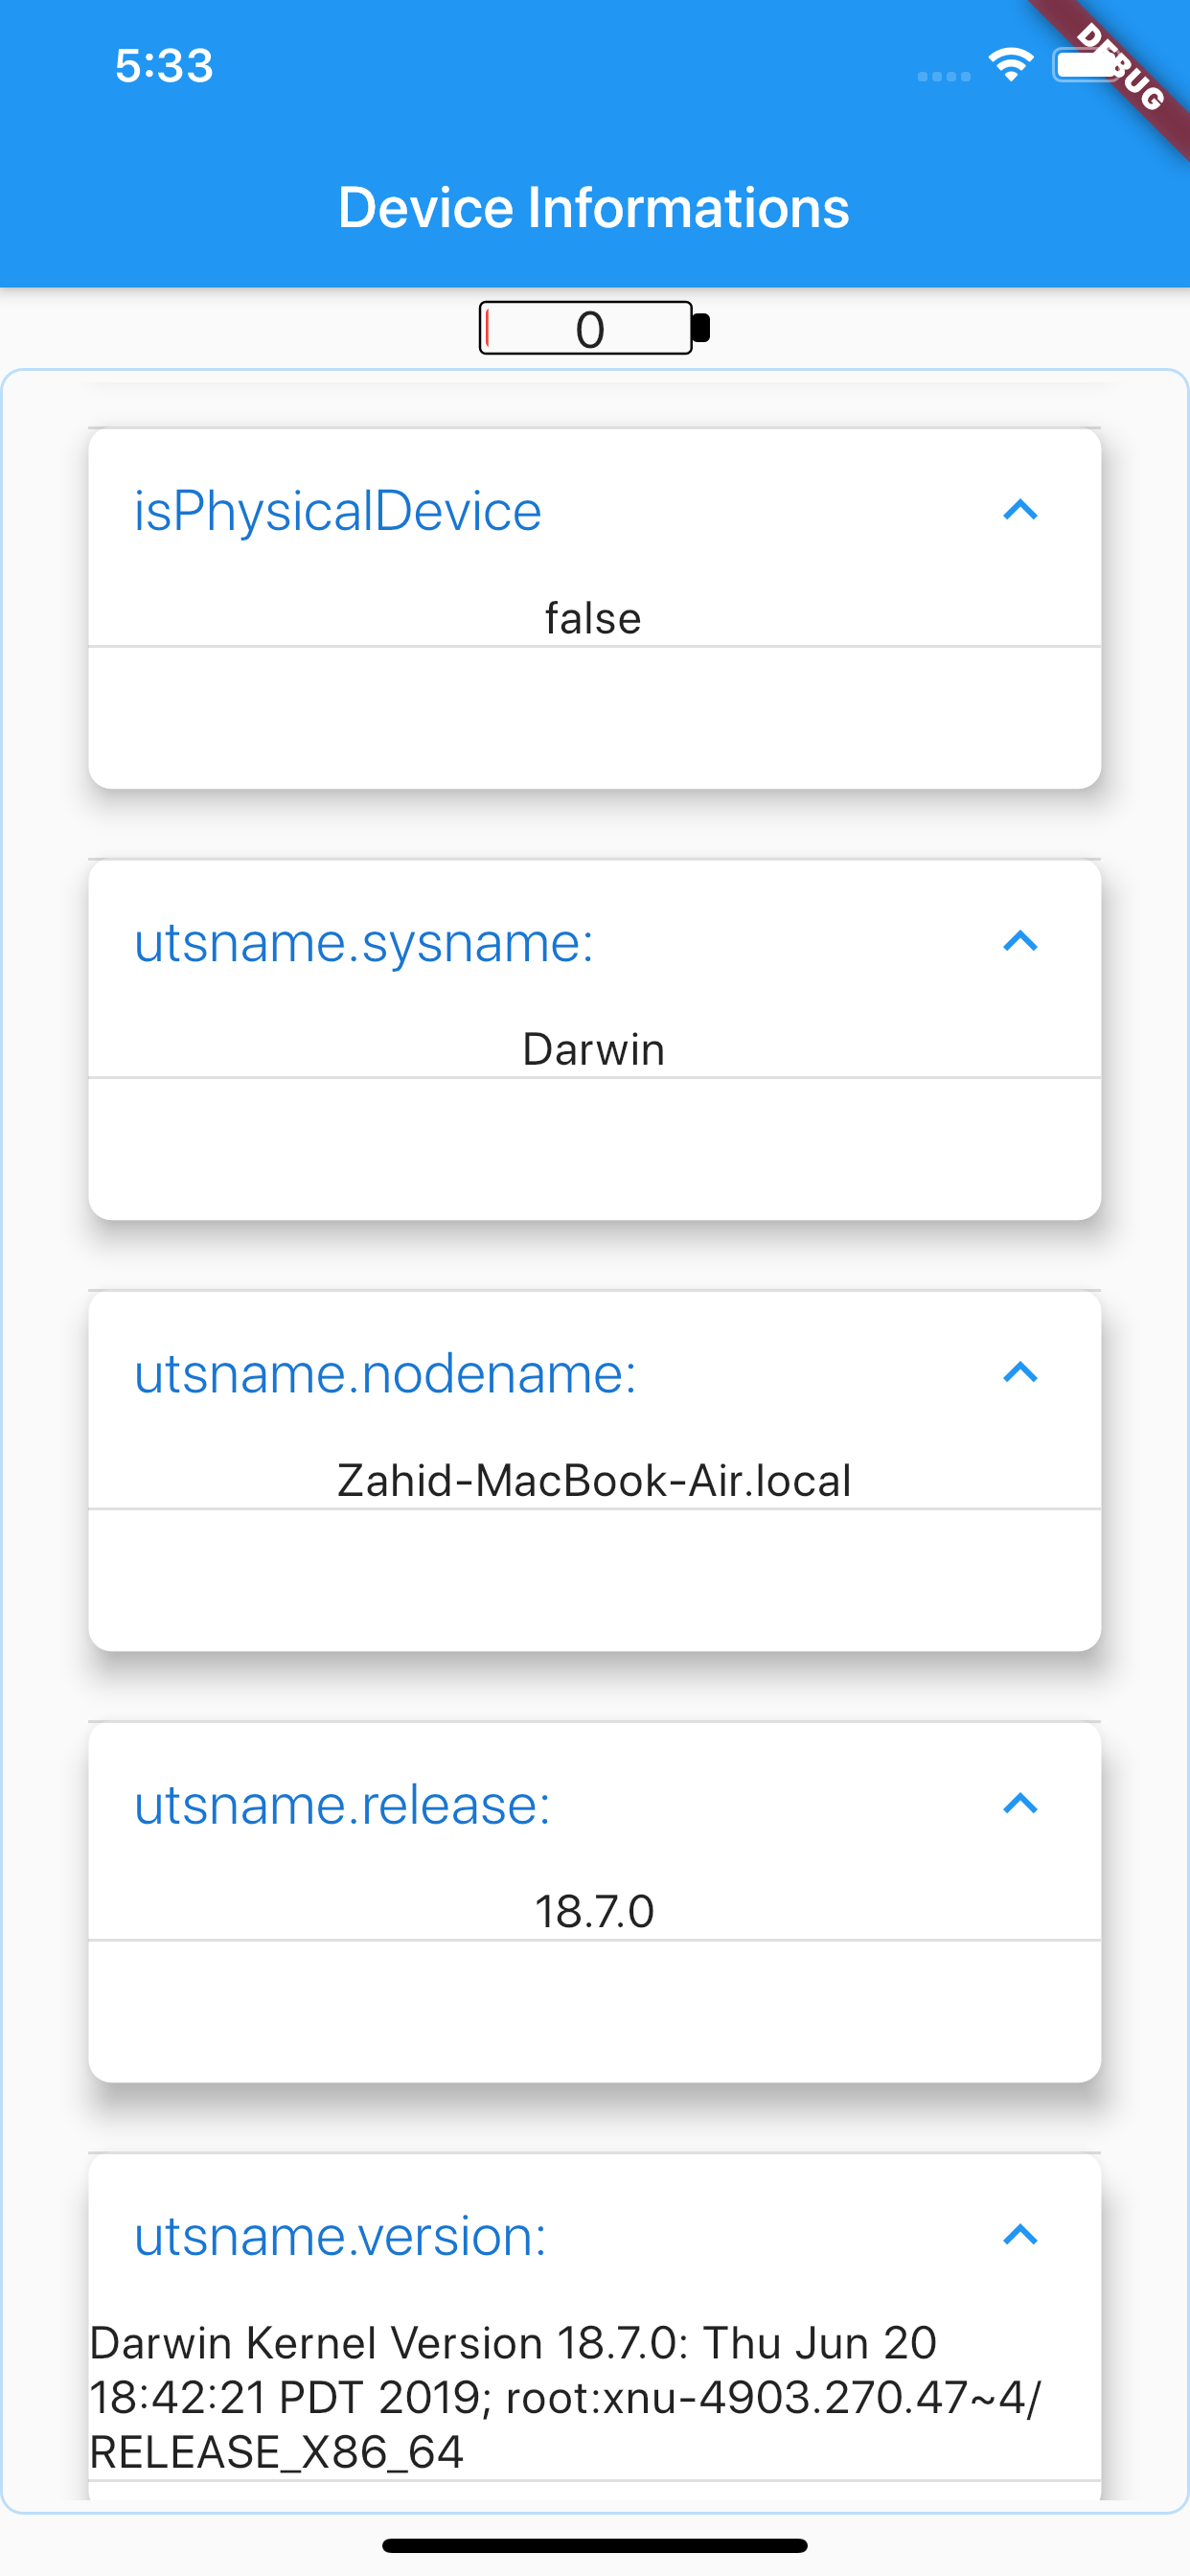 5:33
DEBUG
Device Informations
0
isPhysicalDevice
false
utsname.sysname:
Darwin
utsname.nodename:
Zahid-MacBook-Air.local
utsname.release:
18.7.0
utsname.version:
Darwin Kernel Version 18.7.0: Thu Jun 20
18:42:21 PDT 2019; root:xnu-4903.270.47~4/
RELEASE_X86_64